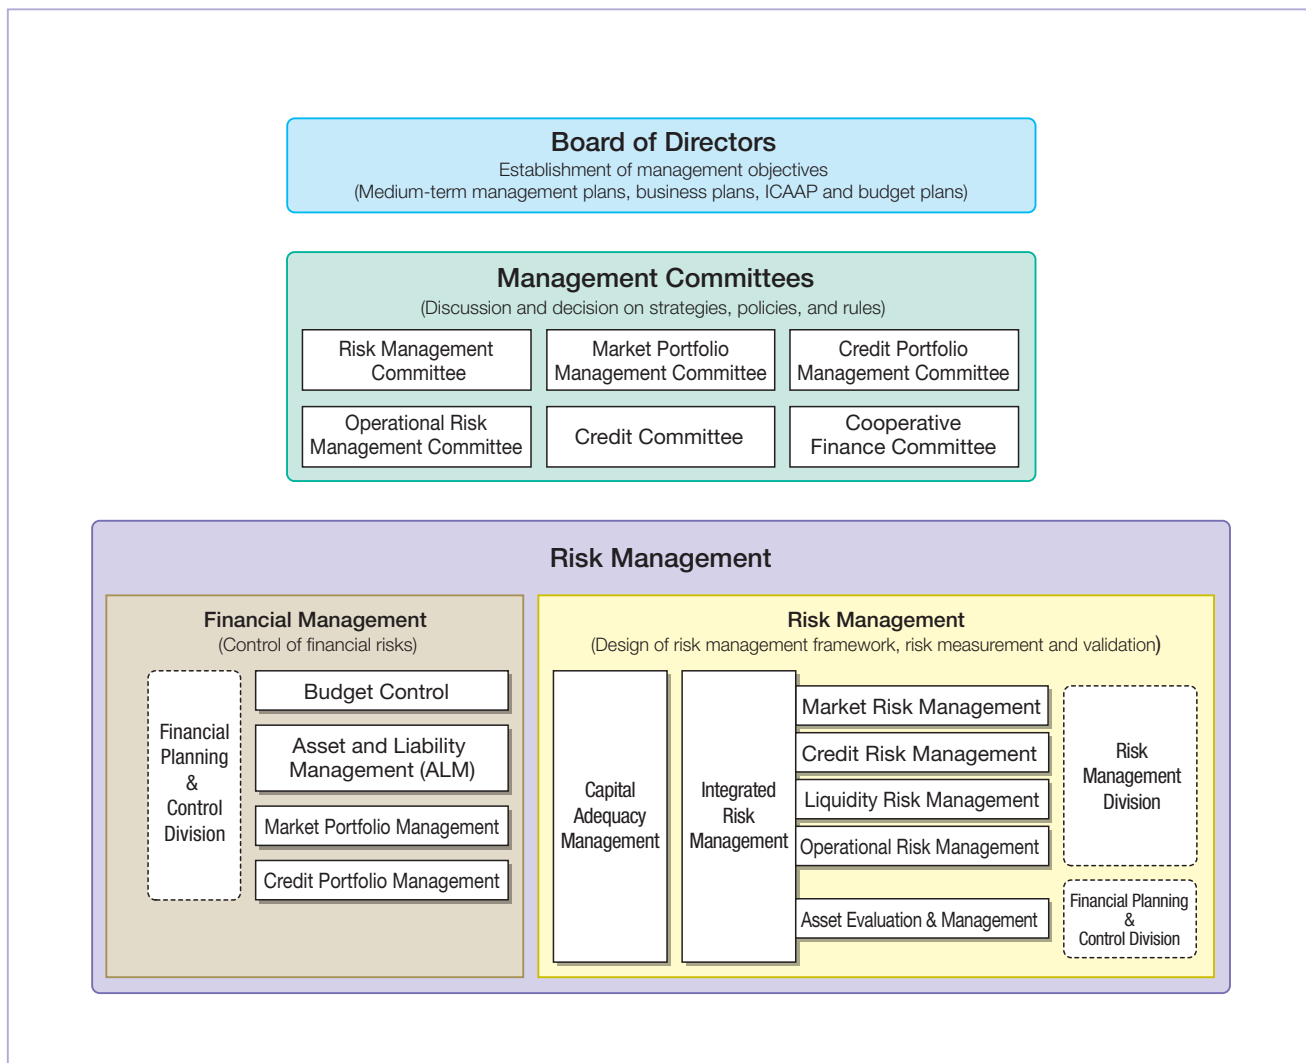 Board of Directors
Establishment of management objectives
(Medium-term management plans, business plans, ICAAP and budget plans)
Management Committees
(Discussion and decision on strategies, policies, and rules)
Risk Management
Committee
Market Portfolio
Management Committee
Credit Portfolio
Management Committee
Operational Risk
Management Committee
Credit Committee
Cooperative
Finance Committee
Risk Management
Financial Management
(Control of financial risks)
Financial
Planning
&
Control
Division
Budget Control
Asset and Liability
Management (ALM)
Market Portfolio Management
Credit Portfolio Management
Risk Management
(Design of risk management framework, risk measurement and validation)
Capital
Adequacy
Management
Integrated
Risk
Management
Market Risk Management
Credit Risk Management
Liquidity Risk Management
Operational Risk Management
Asset Evaluation & Management
Risk
Management
Division
Financial Planning
&
Control Division